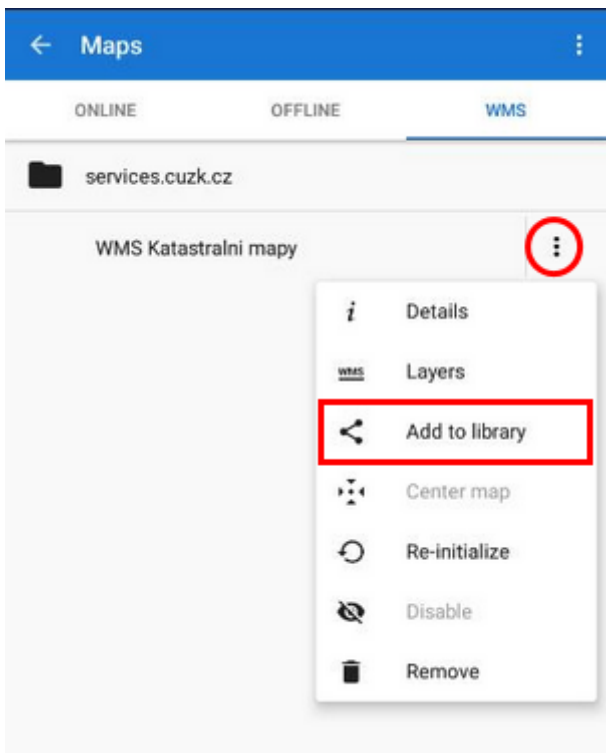 Maps
ONLINE OFFLINE WMS
services.cuzk.cz
WMS Katastralni mapy
i Details
WMS Layers
Add to library
Center map
Re-initialize
Disable
Remove